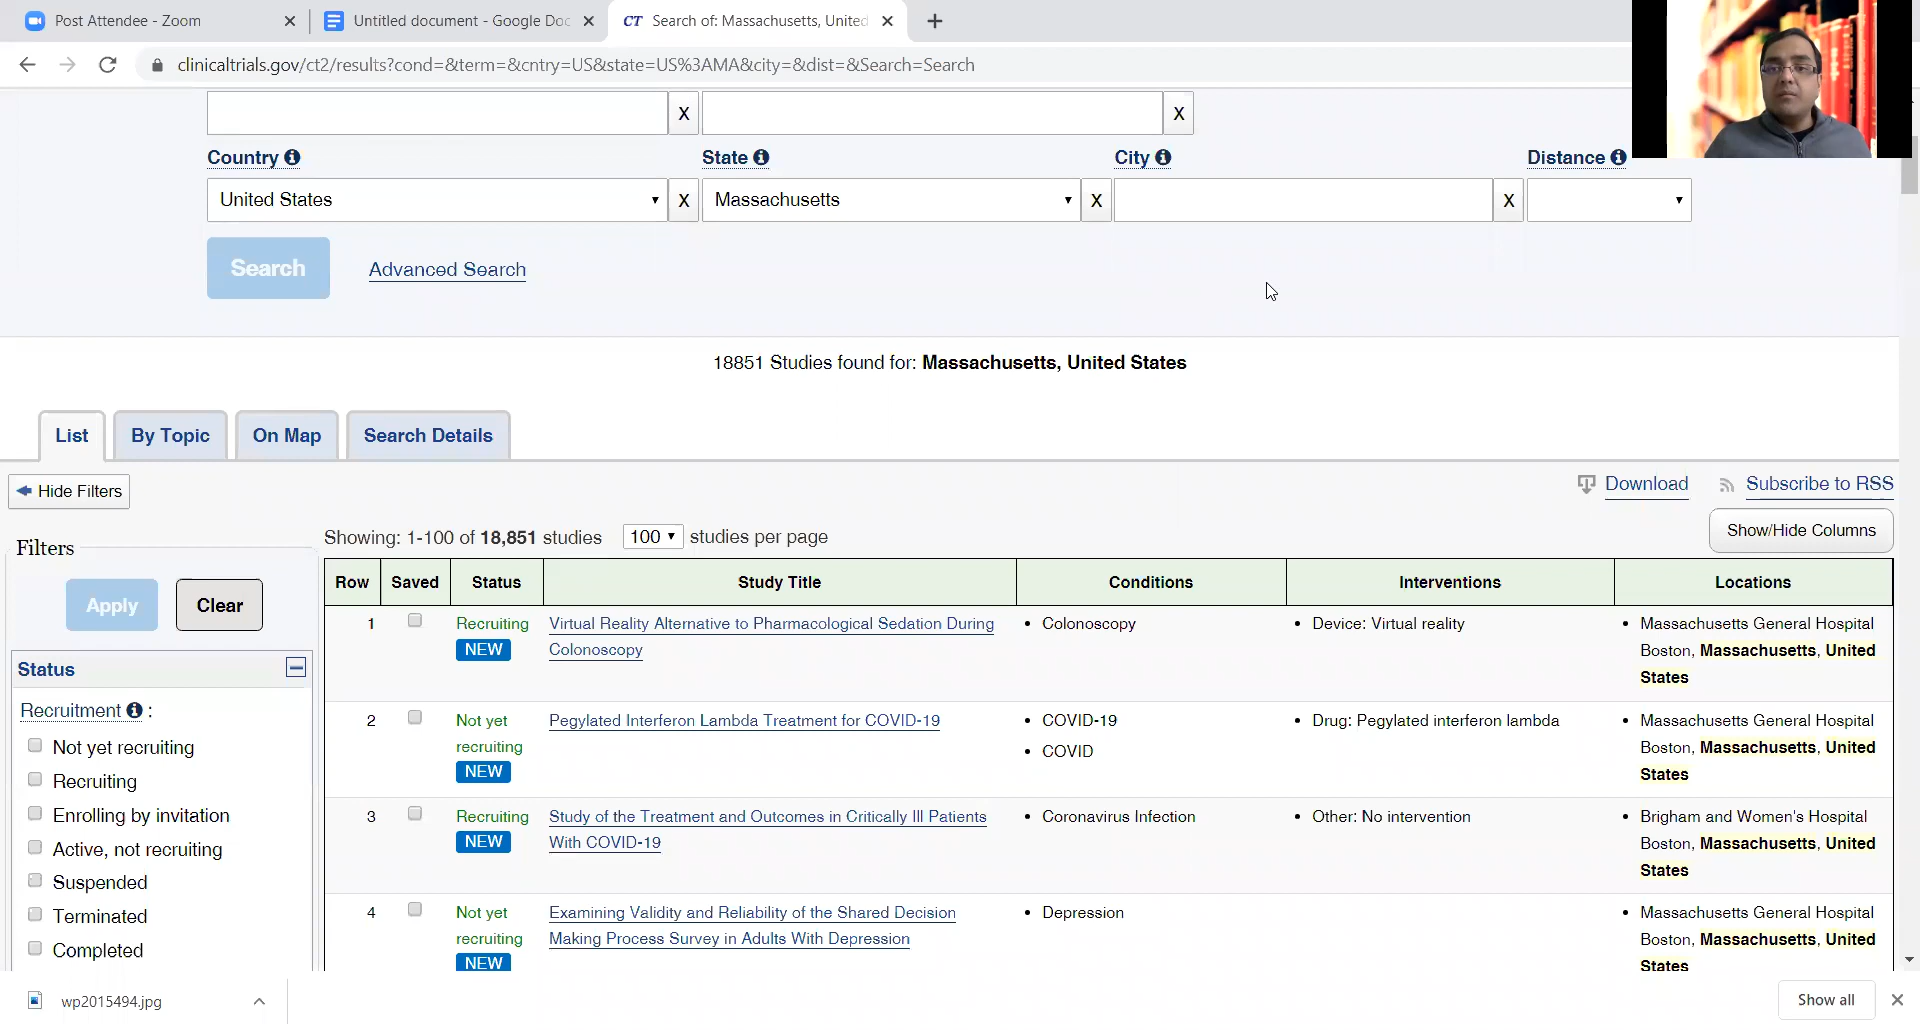 Post Attendee - Zoom
Untitled document - Google Doc
CT Search of: Massachusetts, United
clinicaltrials.gov/ct2/results?cond=&term=&cntry=US&state=US%3AMA&city=&dist=&Search=Search
X X
Country State City Distance
United States X Massachusetts X X
Search Advanced Search
18851 Studies found for: Massachusetts, United States
List By Topic On Map Search Details
Hide Filters Download Subscribe to RSS
Showing: 1-100 of 18,851 studies 100 studies per page Show/Hide Columns
Filters
Apply Clear
Status
Recruitment :
Not yet recruiting
Recruiting
Enrolling by invitation
Active, not recruiting
Suspended
Terminated
Completed
Row Saved Status Study Title Conditions Interventions Locations
1 Recruiting Virtual Reality Alternative to Pharmacological Sedation During • Colonoscopy • Device: Virtual reality • Massachusetts General Hospital
NEW Colonoscopy Boston, Massachusetts, United
States
2 Not yet Pegylated Interferon Lambda Treatment for COVID-19 • COVID-19 • Drug: Pegylated interferon lambda • Massachusetts General Hospital
recruiting • COVID Boston, Massachusetts, United
NEW States
3 Recruiting Study of the Treatment and Outcomes in Critically Ill Patients • Coronavirus Infection • Other: No intervention • Brigham and Women's Hospital
NEW With COVID-19 Boston, Massachusetts, United
States
4 Not yet Examining Validity and Reliability of the Shared Decision • Depression • Massachusetts General Hospital
recruiting Making Process Survey in Adults With Depression Boston, Massachusetts, United
NEW States
wp2015494.jpg Show all